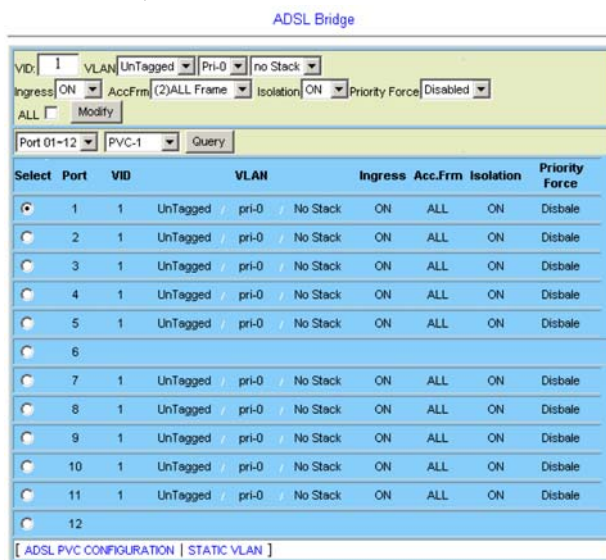 ADSL Bridge
VID: 1 VLAN UnTagged Pri-0 no Stack
Ingress ON AccFrm (2)ALL Frame Isolation ON Priority Force Disabled
ALL Modify
Port 01~12 PVC-1 Query
Select Port VID VLAN Ingress Acc.Frm Isolation Priority Force
1 1 UnTagged / pri-0 / No Stack ON ALL ON Disbale
2 1 UnTagged / pri-0 / No Stack ON ALL ON Disbale
3 1 UnTagged / pri-0 / No Stack ON ALL ON Disbale
4 1 UnTagged / pri-0 / No Stack ON ALL ON Disbale
5 1 UnTagged / pri-0 / No Stack ON ALL ON Disbale
6
7 1 UnTagged / pri-0 / No Stack ON ALL ON Disbale
8 1 UnTagged / pri-0 / No Stack ON ALL ON Disbale
9 1 UnTagged / pri-0 / No Stack ON ALL ON Disbale
10 1 UnTagged / pri-0 / No Stack ON ALL ON Disbale
11 1 UnTagged / pri-0 / No Stack ON ALL ON Disbale
12
[ ADSL PVC CONFIGURATION | STATIC VLAN ]